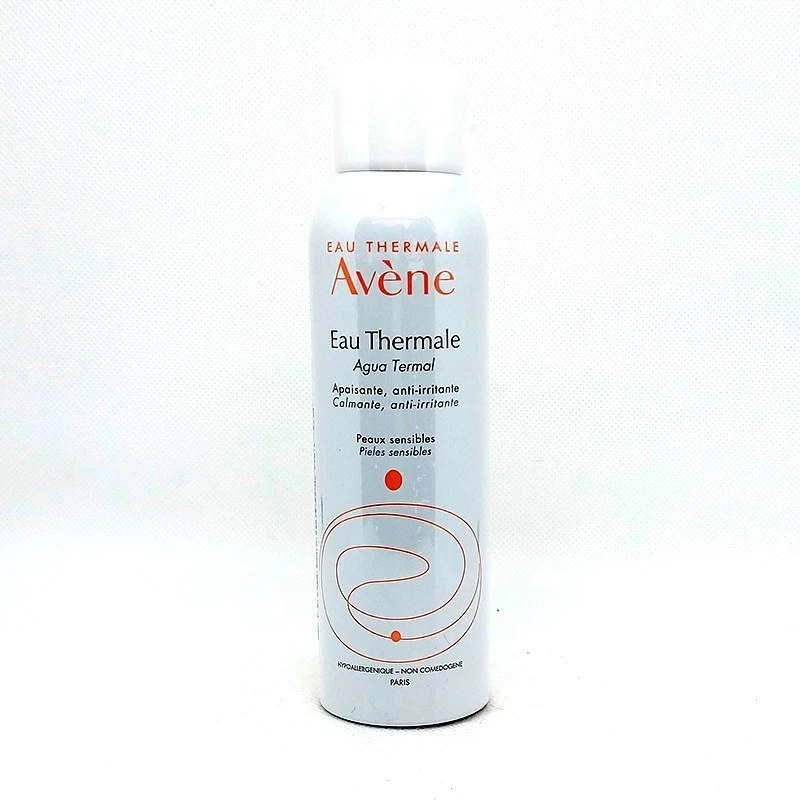 EAU THERMALE
Avène
Eau Thermale
Agua Termal
Apaisante, anti-irritante
Calmante, anti-irritante
Peaux sensibles
Pieles sensibles
HYPOALLERGENIQUE – NON COMEDOGENE
PARIS